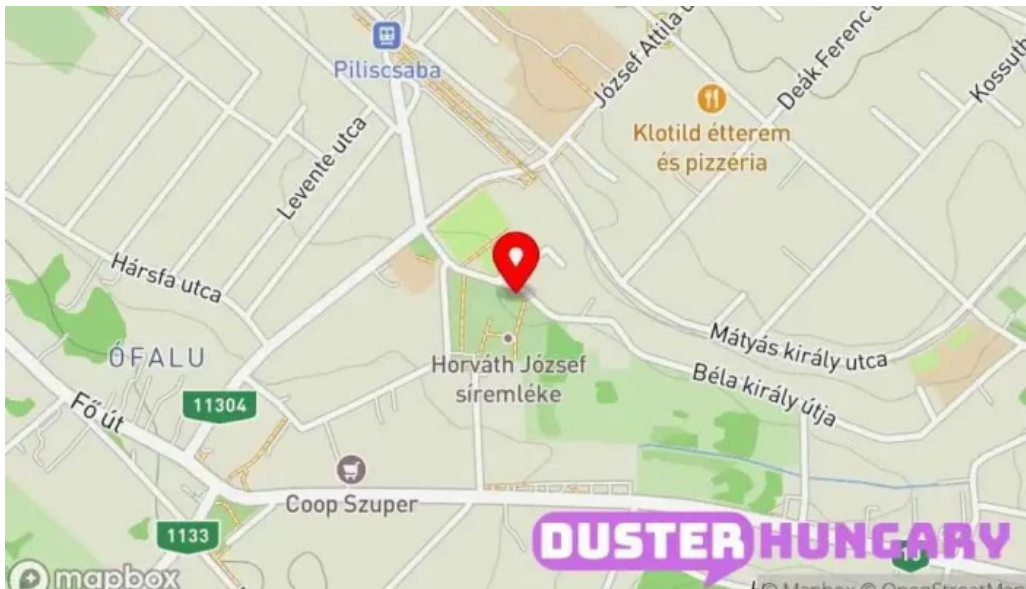 Piliscsaba
József Attila u
Deák Ferenc u
Kossuth
Klotild étterem
és pizzéria
Levente utca
Hársfa utca
ÓFALU
Horváth József
síremléke
Mátyás király utca
Béla király útja
11304
Fő út
Coop Szuper
1133
DUSTER HUNGARY
mapbox
© Mapbox © OpenStreetMap